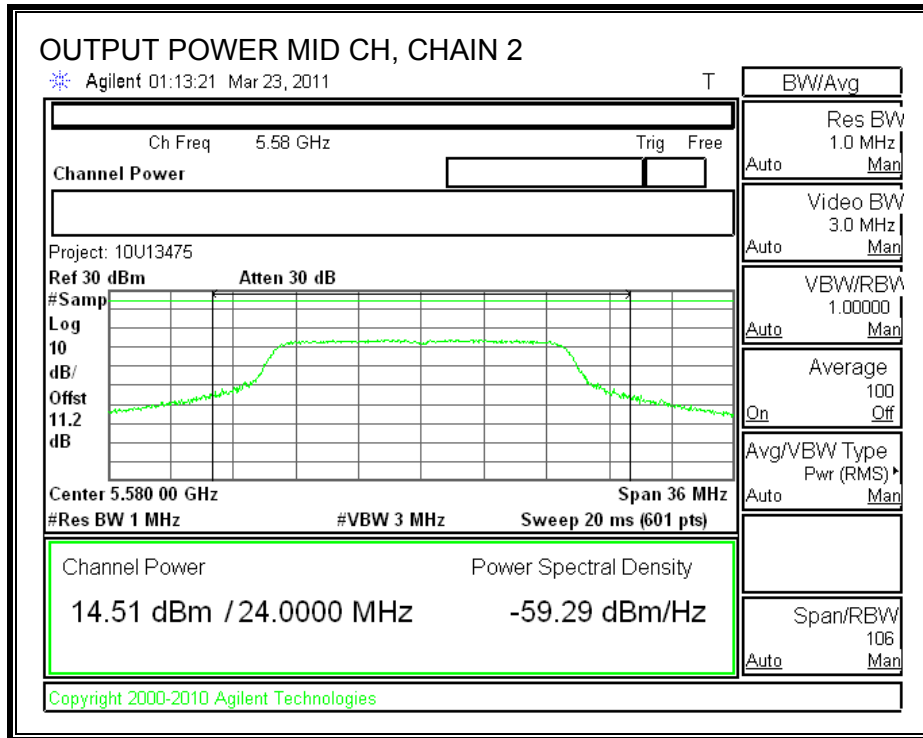 OUTPUT POWER MID CH, CHAIN 2
Agilent 01:13:21 Mar 23, 2011 T
Ch Freq 5.58 GHz Trig Free
Channel Power
Project: 10U13475
Ref 30 dBm Atten 30 dB
#Samp
Log
10
dB/
Offst
11.2
dB
Center 5.580 00 GHz Span 36 MHz
#Res BW 1 MHz #VBW 3 MHz Sweep 20 ms (601 pts)
Channel Power Power Spectral Density
14.51 dBm / 24.0000 MHz -59.29 dBm/Hz
Copyright 2000-2010 Agilent Technologies
BW/Avg
Res BW
1.0 MHz
Auto Man
Video BW
3.0 MHz
Auto Man
VBW/RBW
1.00000
Auto Man
Average
100
On Off
Avg/VBW Type
Pwr (RMS)
Auto Man
Span/RBW
106
Auto Man